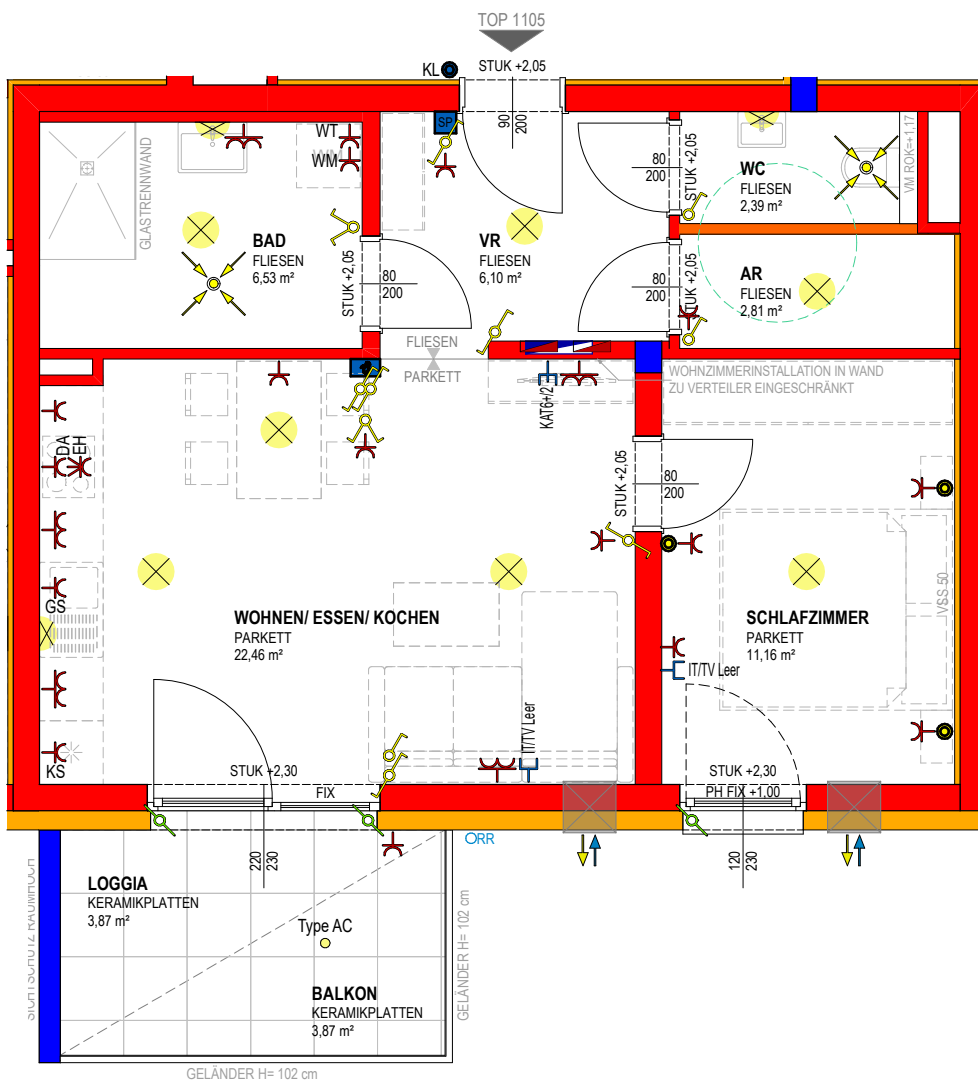 TOP 1105
KL
STUK +2,05
90
200
SP
GLASTRENNWAND
WT
WM
BAD
FLIESEN
6,53 m²
STUK +2,05
80
200
VR
FLIESEN
6,10 m²
80
200
STUK +2,05
WC
FLIESEN
2,39 m²
VM ROK=+1,17
80
200
STUK +2,05
AR
FLIESEN
2,81 m²
FLIESEN
PARKETT
WOHNZIMMERINSTALLATION IN WAND
ZU VERTEILER EINGESCHRÄNKT
KAT6+/2
DA
EH
STUK +2,05
80
200
GS
WOHNEN/ ESSEN/ KOCHEN
PARKETT
22,46 m²
SCHLAFZIMMER
PARKETT
11,16 m²
VSS 50
IT/TV Leer
IT/TV Leer
KS
STUK +2,30
FIX
STUK +2,30
PH FIX +1,00
220
230
ORR
120
230
SICHTSCHUTZ RAUMHOCH
LOGGIA
KERAMIKPLATTEN
3,87 m²
Type AC
BALKON
KERAMIKPLATTEN
3,87 m²
GELÄNDER H= 102 cm
GELÄNDER H= 102 cm